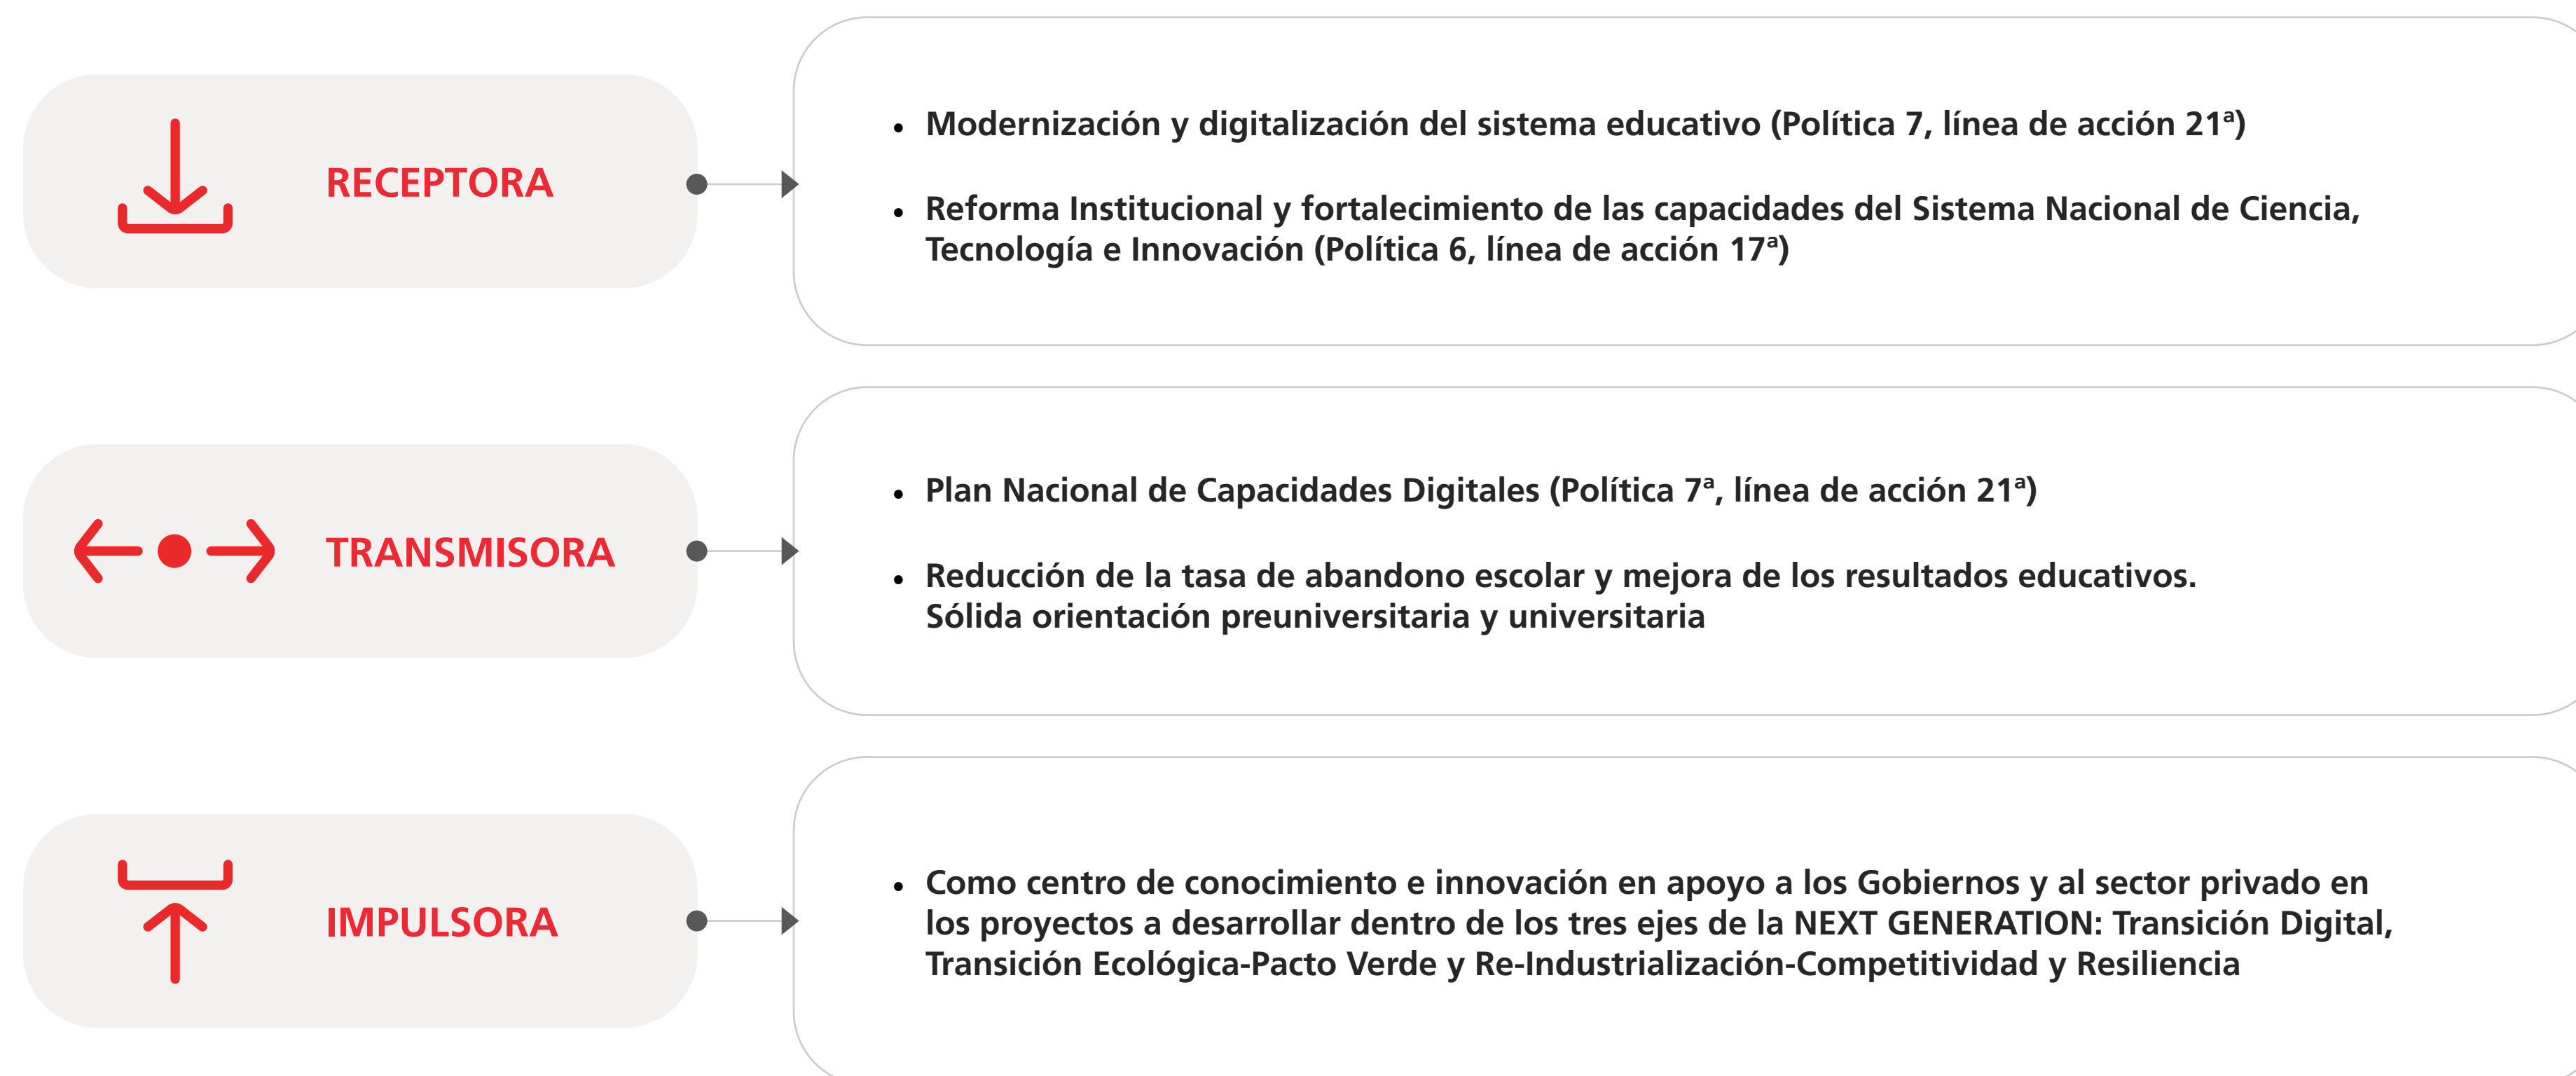 RECEPTORA
• Modernización y digitalización del sistema educativo (Política 7, línea de acción 21ª)
• Reforma Institucional y fortalecimiento de las capacidades del Sistema Nacional de Ciencia,
Tecnología e Innovación (Política 6, línea de acción 17ª)
TRANSMISORA
• Plan Nacional de Capacidades Digitales (Política 7ª, línea de acción 21ª)
• Reducción de la tasa de abandono escolar y mejora de los resultados educativos.
Sólida orientación preuniversitaria y universitaria
IMPULSORA
• Como centro de conocimiento e innovación en apoyo a los Gobiernos y al sector privado en
los proyectos a desarrollar dentro de los tres ejes de la NEXT GENERATION: Transición Digital,
Transición Ecológica-Pacto Verde y Re-Industrialización-Competitividad y Resiliencia